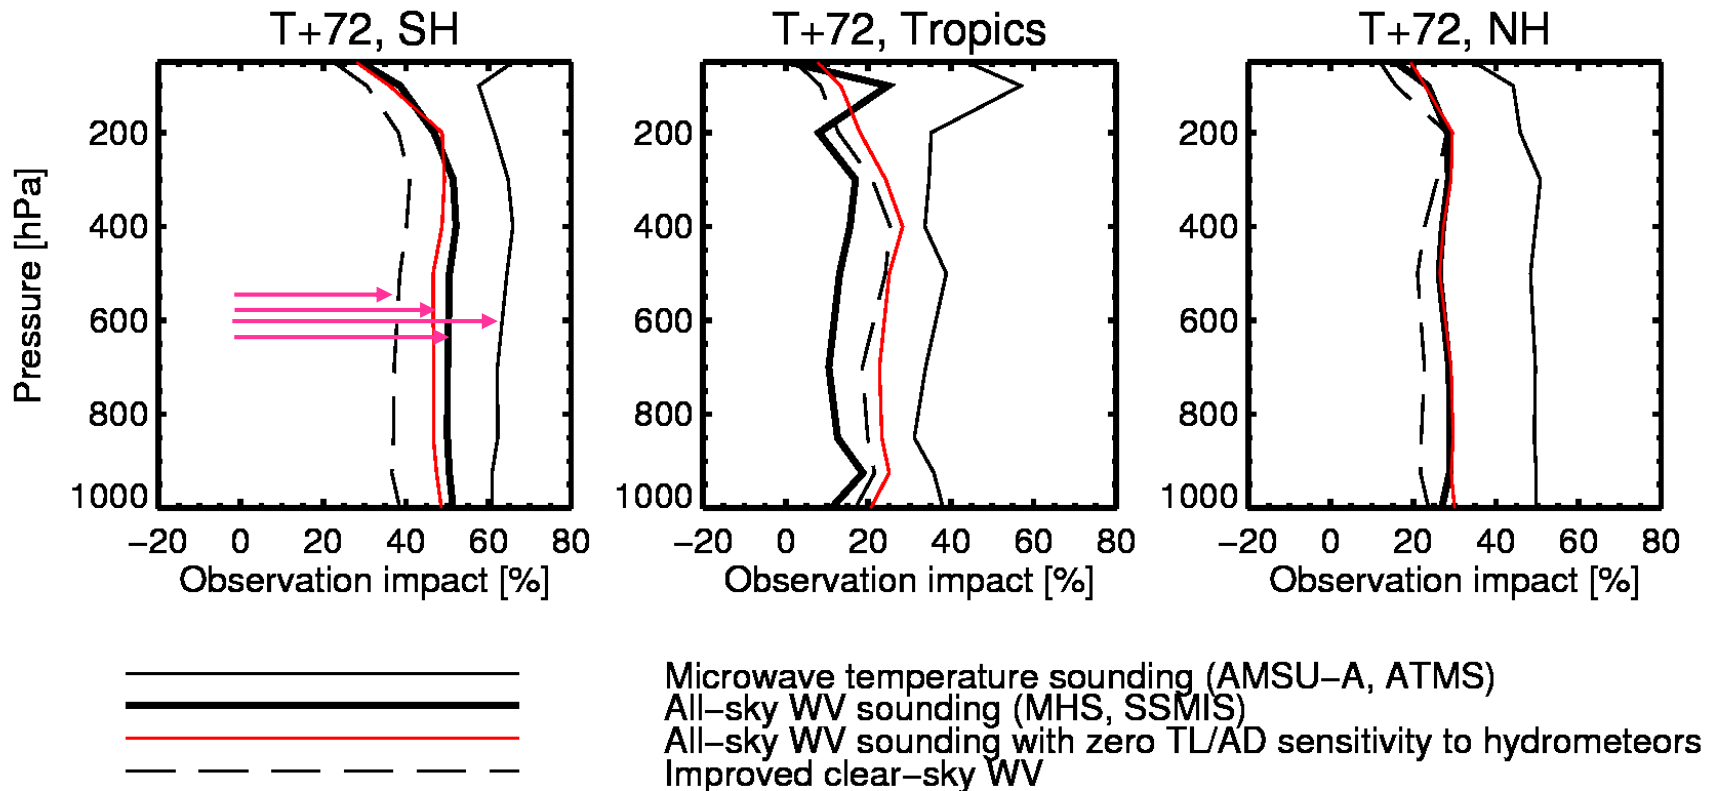 T+72, SH
T+72, Tropics
T+72, NH
Pressure [hPa]
200
400
600
800
1000
−20 0 20 40 60 80
Observation impact [%]
200
400
600
800
1000
−20 0 20 40 60 80
Observation impact [%]
200
400
600
800
1000
−20 0 20 40 60 80
Observation impact [%]
Microwave temperature sounding (AMSU−A, ATMS)
All−sky WV sounding (MHS, SSMIS)
All−sky WV sounding with zero TL/AD sensitivity to hydrometeors
Improved clear−sky WV